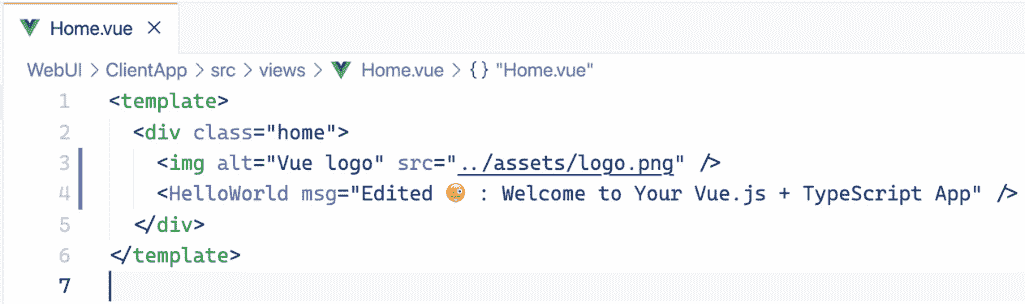 Home.vue ×
WebUI > ClientApp > src > views > Home.vue > {} "Home.vue"
1 <template>
2 <div class="home">
3 <img alt="Vue logo" src="../assets/logo.png" />
4 <HelloWorld msg="Edited 🤪 : Welcome to Your Vue.js + TypeScript App" />
5 </div>
6 </template>
7